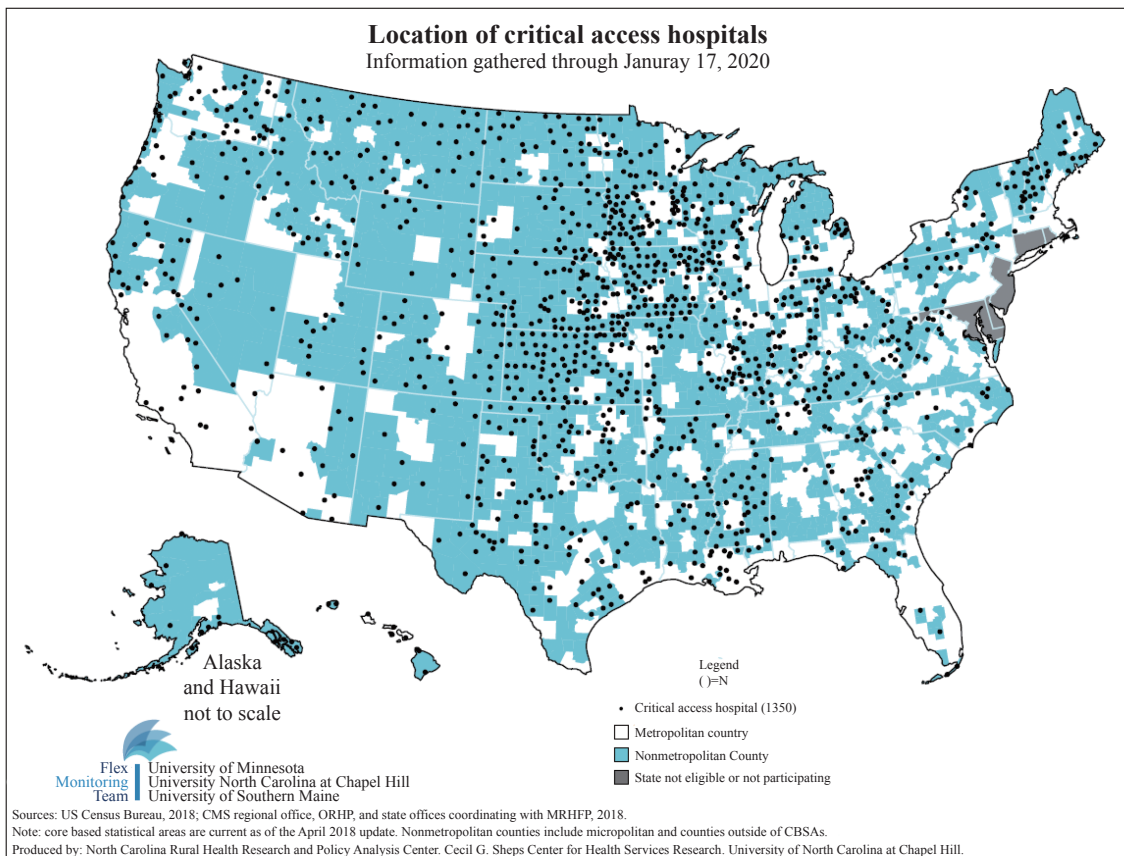 Location of critical access hospitals
Information gathered through Januray 17, 2020
Alaska
and Hawaii
not to scale
Legend
( )=N
Critical access hospital (1350)
Metropolitan country
Nonmetropolitan County
State not eligible or not participating
Flex
Monitoring
Team
University of Minnesota
University North Carolina at Chapel Hill
University of Southern Maine
Sources: US Census Bureau, 2018; CMS regional office, ORHP, and state offices coordinating with MRHFP, 2018.
Note: core based statistical areas are current as of the April 2018 update. Nonmetropolitan counties include micropolitan and counties outside of CBSAs.
Produced by: North Carolina Rural Health Research and Policy Analysis Center. Cecil G. Sheps Center for Health Services Research. University of North Carolina at Chapel Hill.